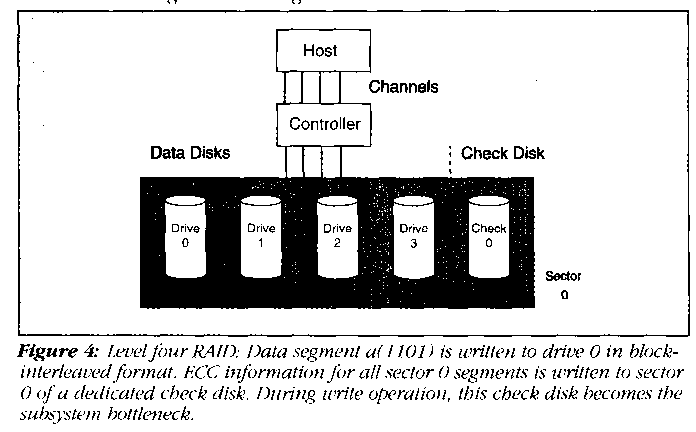 Host
Channels
Controller
Data Disks
Check Disk
Drive 0
Drive 1
Drive 2
Drive 3
Check 0
Sector 0
Figure 4: Level four RAID: Data segment a(1101) is written to drive 0 in block-
interleaved format. ECC information for all sector 0 segments is written to sector
0 of a dedicated check disk. During write operation, this check disk becomes the
subsystem bottleneck.